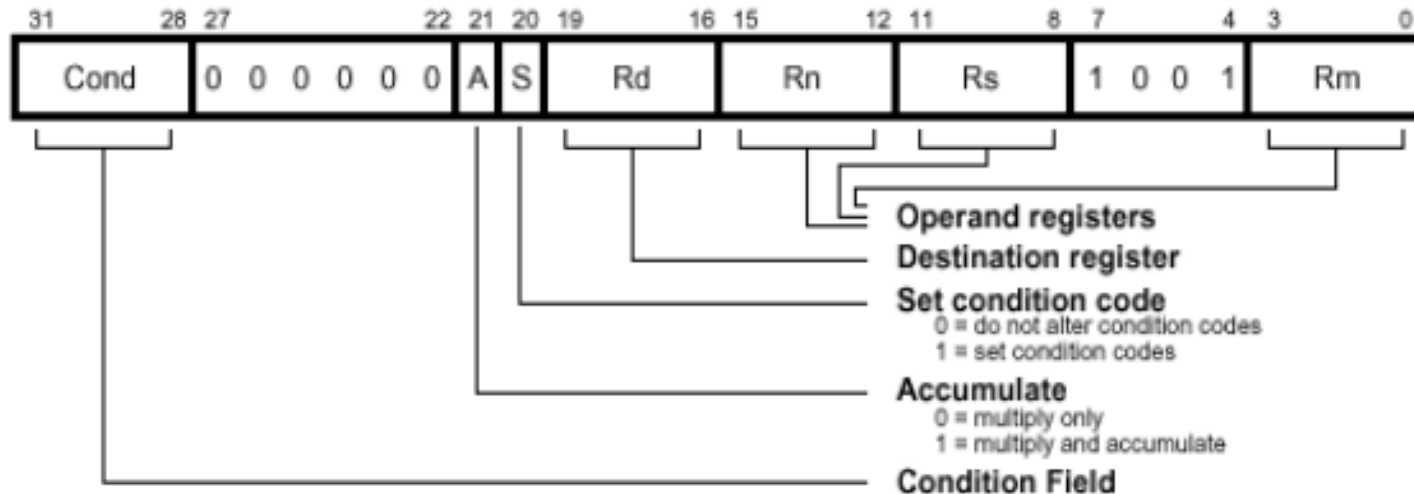 31 28 27 22 21 20 19 16 15 12 11 8 7 4 3 0
Cond 0 0 0 0 0 0 A S Rd Rn Rs 1 0 0 1 Rm
Operand registers
Destination register
Set condition code
0 = do not alter condition codes
1 = set condition codes
Accumulate
0 = multiply only
1 = multiply and accumulate
Condition Field